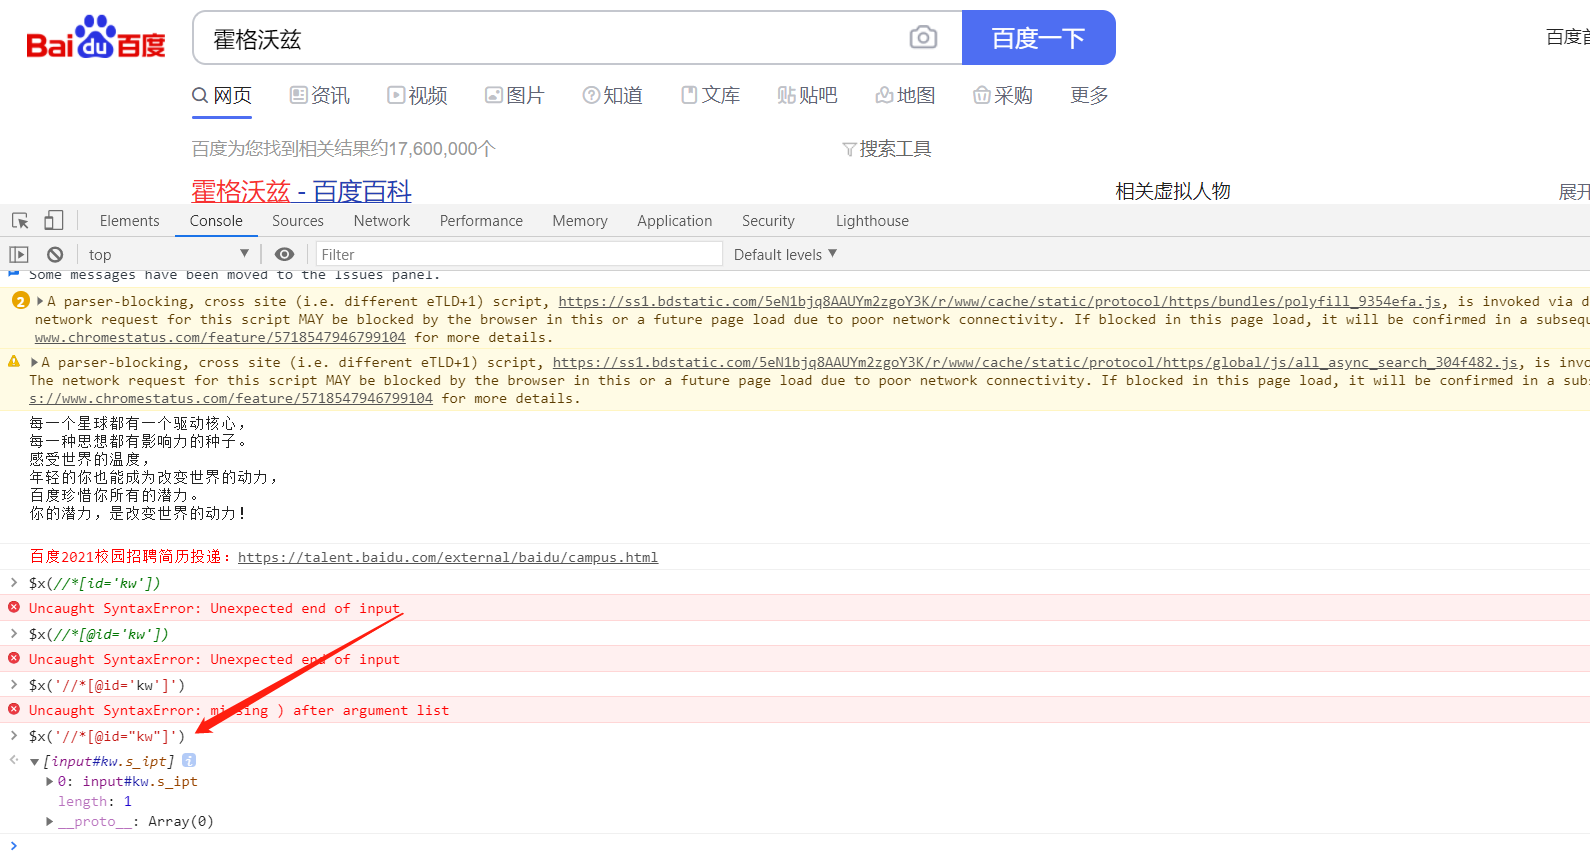 Bai du 百度
霍格沃兹
百度一下
百度首
网页 资讯 视频 图片 知道 文库 贴吧 地图 采购 更多
百度为您找到相关结果约17,600,000个
搜索工具
霍格沃兹 - 百度百科
相关虚拟人物
展开
Elements Console Sources Network Performance Memory Application Security Lighthouse
top
Filter
Default levels
Some messages have been moved to the Issues panel.
2 A parser-blocking, cross site (i.e. different eTLD+1) script, https://ss1.bdstatic.com/5eN1bjq8AAUYm2zgoY3K/r/www/cache/static/protocol/https/bundles/polyfill_9354efa.js, is invoked via d
network request for this script MAY be blocked by the browser in this or a future page load due to poor network connectivity. If blocked in this page load, it will be confirmed in a subsequ
www.chromestatus.com/feature/5718547946799104 for more details.
A parser-blocking, cross site (i.e. different eTLD+1) script, https://ss1.bdstatic.com/5eN1bjq8AAUYm2zgoY3K/r/www/cache/static/protocol/https/global/js/all_async_search_304f482.js, is invo
The network request for this script MAY be blocked by the browser in this or a future page load due to poor network connectivity. If blocked in this page load, it will be confirmed in a subs
s://www.chromestatus.com/feature/5718547946799104 for more details.
每一个星球都有一个驱动核心，
每一种思想都有影响力的种子。
感受世界的温度，
年轻的你也能成为改变世界的动力，
百度珍惜你所有的潜力。
你的潜力，是改变世界的动力！
百度2021校园招聘简历投递：https://talent.baidu.com/external/baidu/campus.html
$x(//*[id='kw'])
Uncaught SyntaxError: Unexpected end of input
$x(//*[@id='kw'])
Uncaught SyntaxError: Unexpected end of input
$x('//*[@id='kw']')
Uncaught SyntaxError: missing ) after argument list
$x('//*[@id="kw"]')
[input#kw.s_ipt]
0: input#kw.s_ipt
length: 1
__proto__: Array(0)